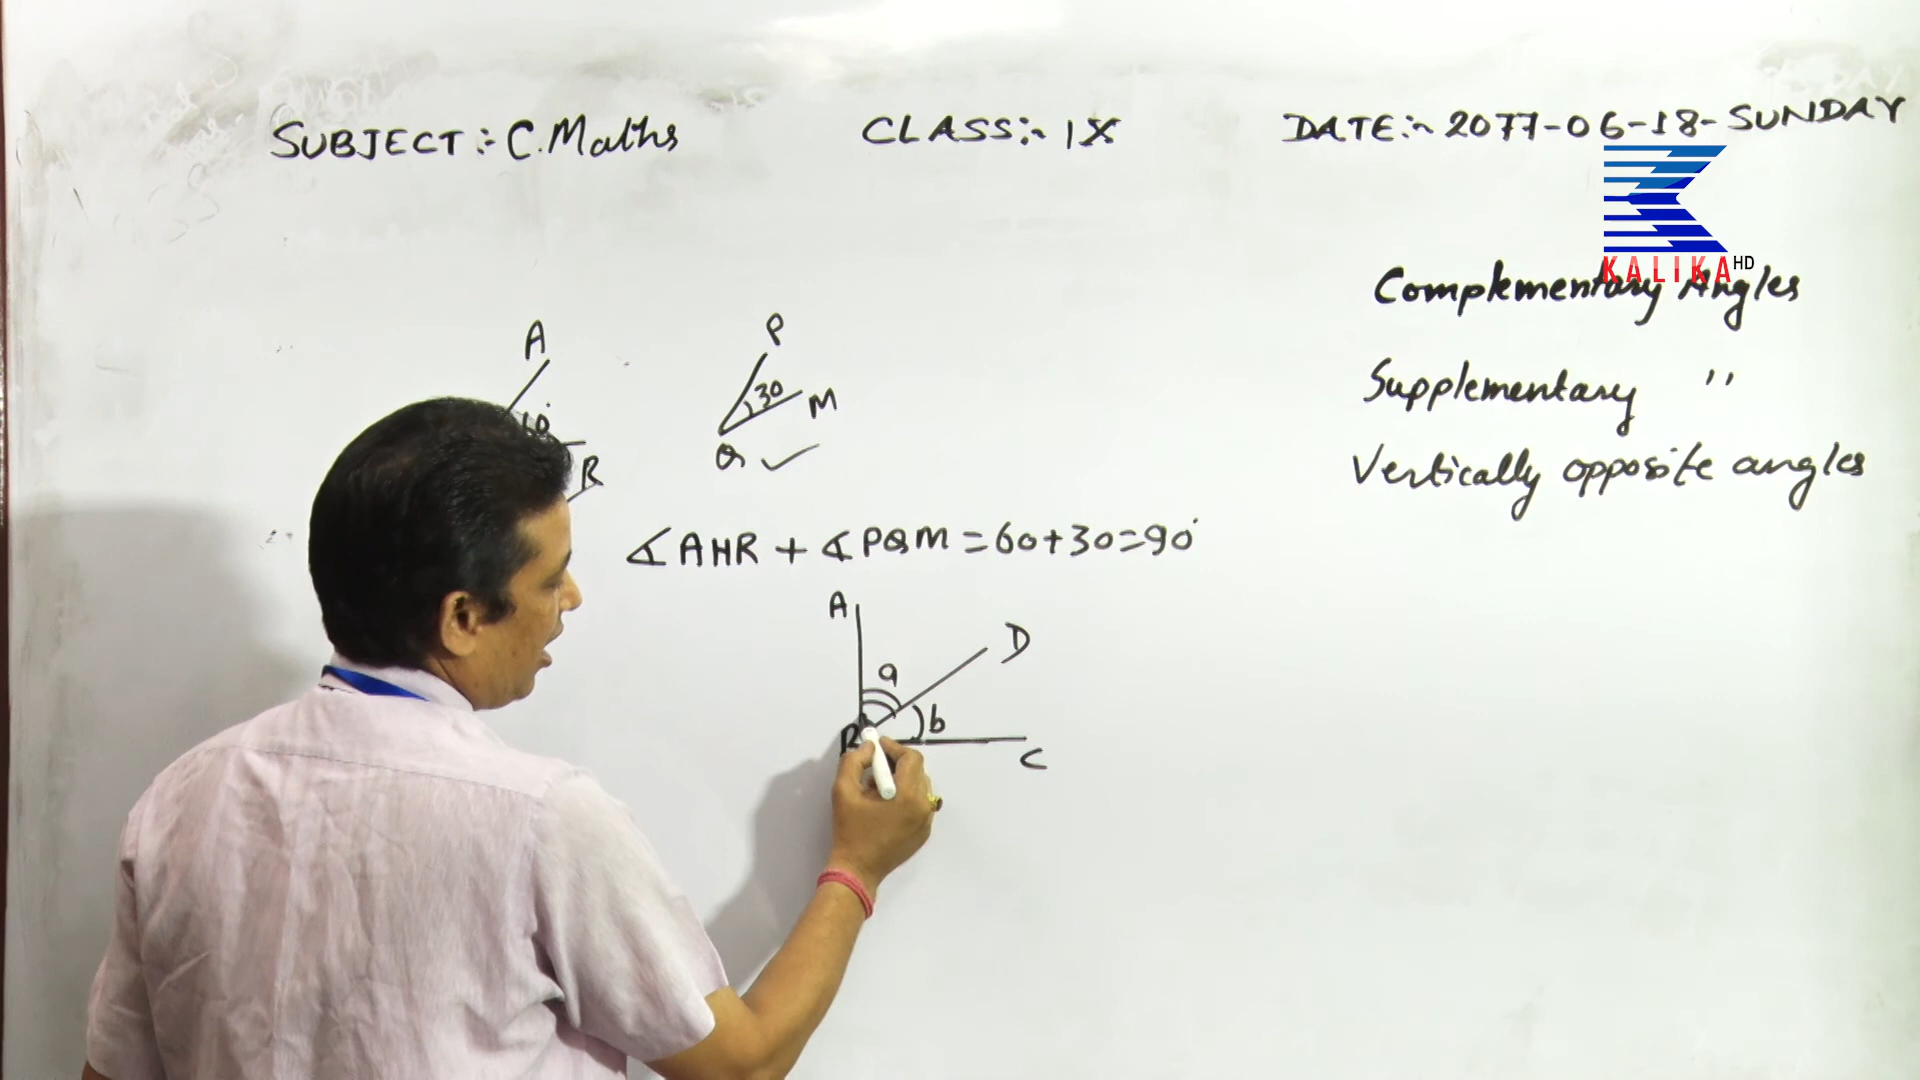 SUBJECT:- C.Maths CLASS:- IX DATE:- 2077-06-18-SUNDAY
KALIKA HD
Complementary Angles
A P
30
M
Supplementary "
R Q ✓
Vertically opposite angles
∡AHR + ∡PQM = 60+30=90°
A
D
a
b
B
C